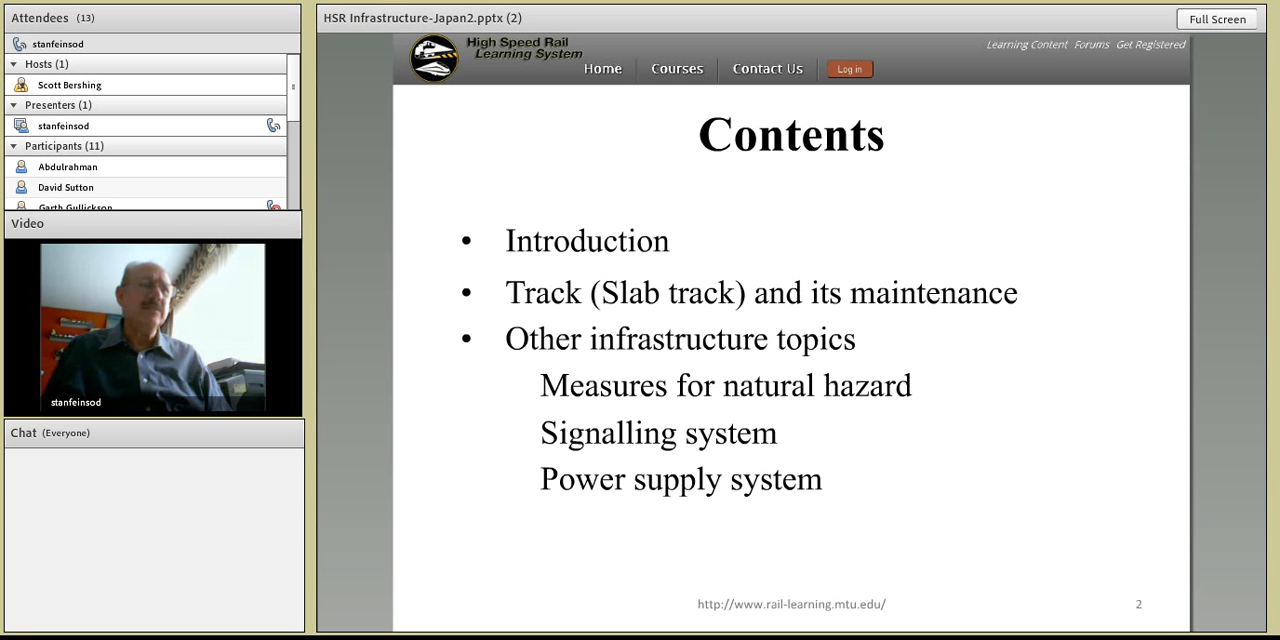 Attendees (13)
stanfeinsod
Hosts (1)
Scott Bershing
Presenters (1)
stanfeinsod
Participants (11)
Abdulrahman
David Sutton
Garth Gullickson
Video
stanfeinsod
Chat (Everyone)
HSR Infrastructure-Japan2.pptx (2)
Full Screen
High Speed Rail
Learning System
Learning Content Forums Get Registered
Home Courses Contact Us Log in
Contents
• Introduction
• Track (Slab track) and its maintenance
• Other infrastructure topics
Measures for natural hazard
Signalling system
Power supply system
http://www.rail-learning.mtu.edu/
2